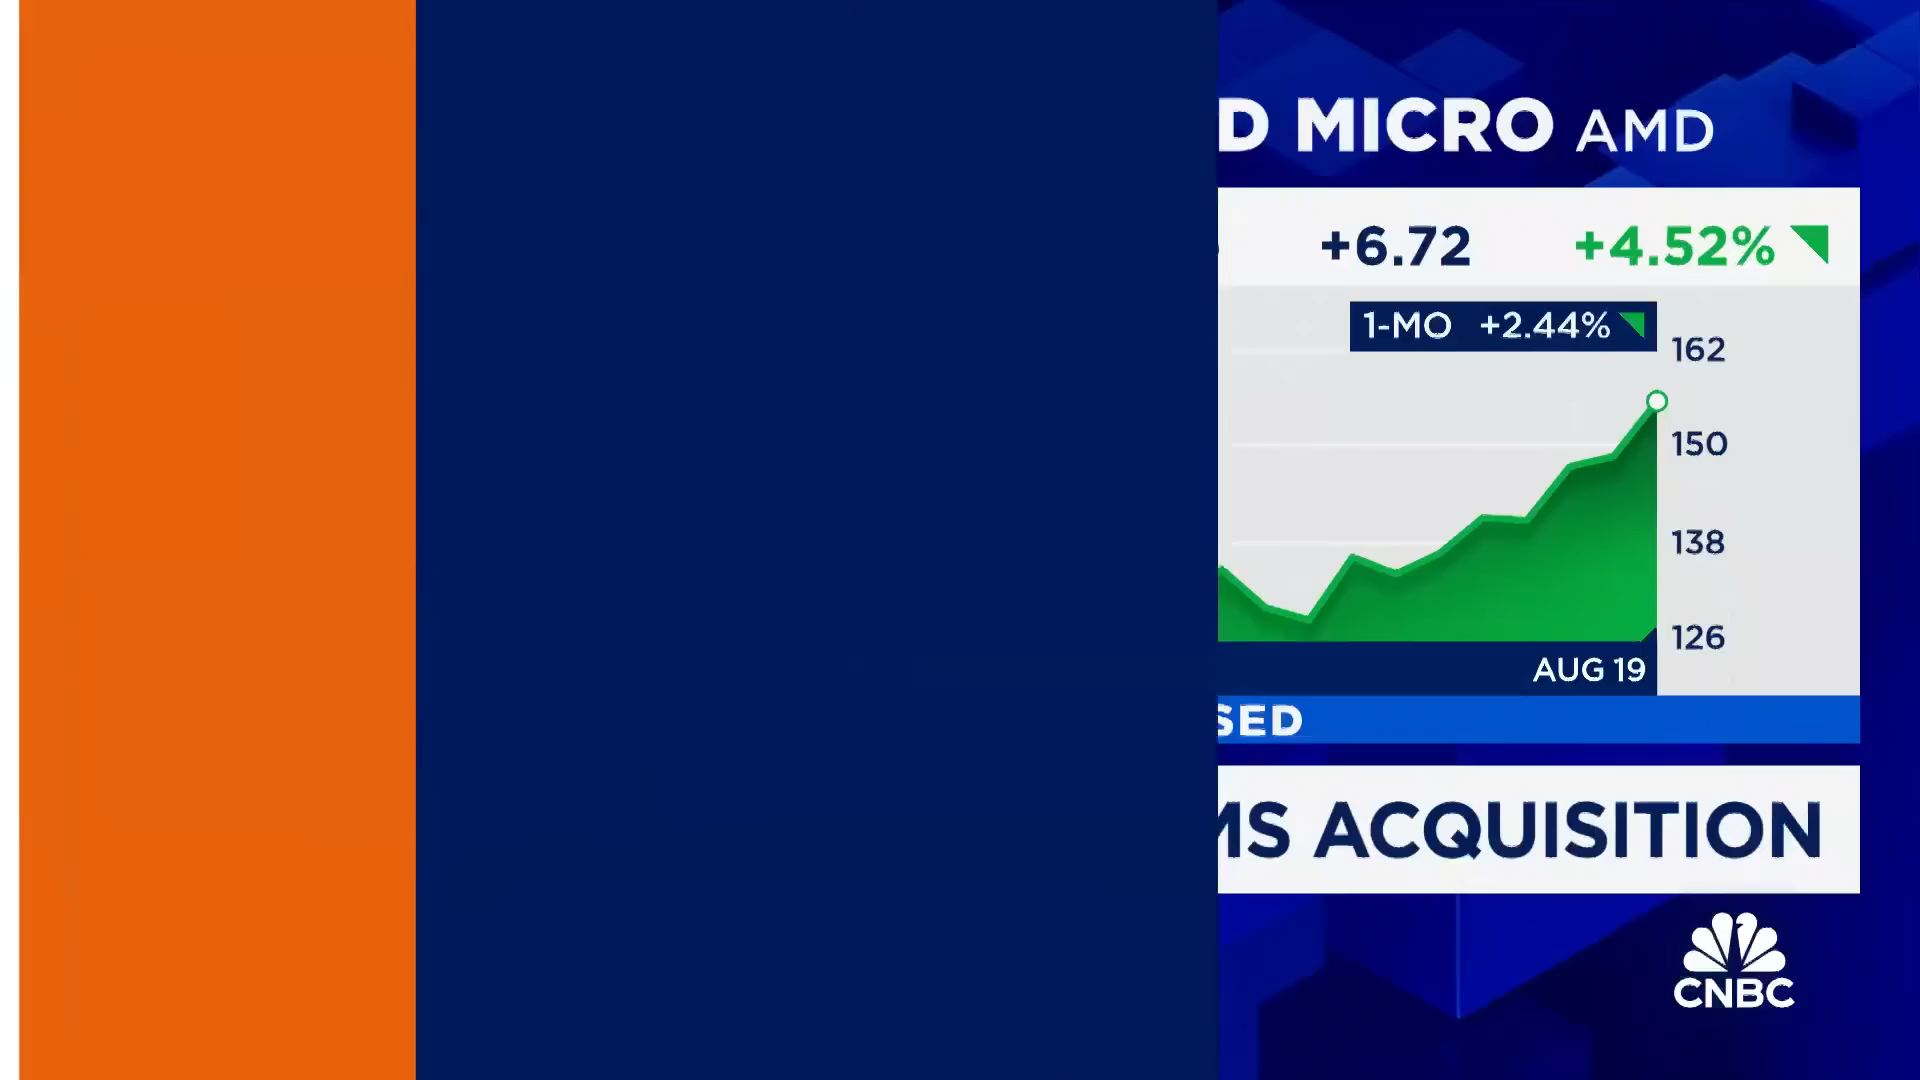 D MICRO AMD
+6.72 +4.52%
1-MO +2.44%
162
150
138
126
AUG 19
SED
MS ACQUISITION
CNBC